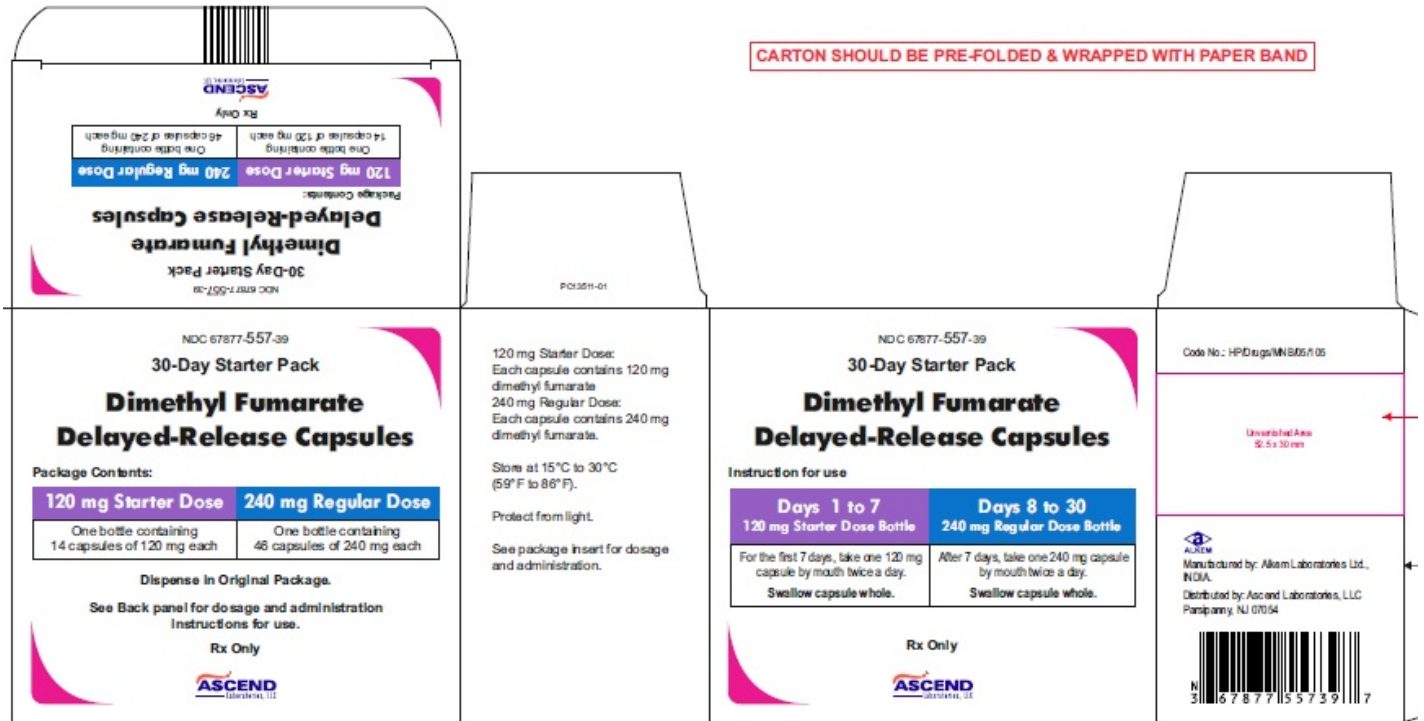 CARTON SHOULD BE PRE-FOLDED & WRAPPED WITH PAPER BAND
NDC 67877-557-39
30-Day Starter Pack
Dimethyl Fumarate
Delayed-Release Capsules
Package Contents:
120 mg Starter Dose 240 mg Regular Dose
One bottle containing One bottle containing
14 capsules of 120 mg each 46 capsules of 240 mg each
Rx Only
ASCEND
Laboratories, LLC
PC13511-01
NDC 67877-557-39
30-Day Starter Pack
Dimethyl Fumarate
Delayed-Release Capsules
Package Contents:
120 mg Starter Dose 240 mg Regular Dose
One bottle containing One bottle containing
14 capsules of 120 mg each 46 capsules of 240 mg each
Dispense in Original Package.
See Back panel for dosage and administration
Instructions for use.
Rx Only
ASCEND
Laboratories, LLC
120 mg Starter Dose:
Each capsule contains 120 mg
dimethyl fumarate
240 mg Regular Dose:
Each capsule contains 240 mg
dimethyl fumarate.
Store at 15°C to 30°C
(59°F to 86°F).
Protect from light.
See package insert for dosage
and administration.
NDC 67877-557-39
30-Day Starter Pack
Dimethyl Fumarate
Delayed-Release Capsules
Instruction for use
Days 1 to 7 Days 8 to 30
120 mg Starter Dose Bottle 240 mg Regular Dose Bottle
For the first 7 days, take one 120 mg After 7 days, take one 240 mg capsule
capsule by mouth twice a day. by mouth twice a day.
Swallow capsule whole. Swallow capsule whole.
Rx Only
ASCEND
Laboratories, LLC
Code No.: HP/Drugs/MNB/05/105
Unvarnished Area
52.5 x 30 mm
a
ALKEM
Manufactured by: Alkem Laboratories Ltd.,
INDIA.
Distributed by: Ascend Laboratories, LLC
Parsippany, NJ 07054
N
3 67877 55739 7